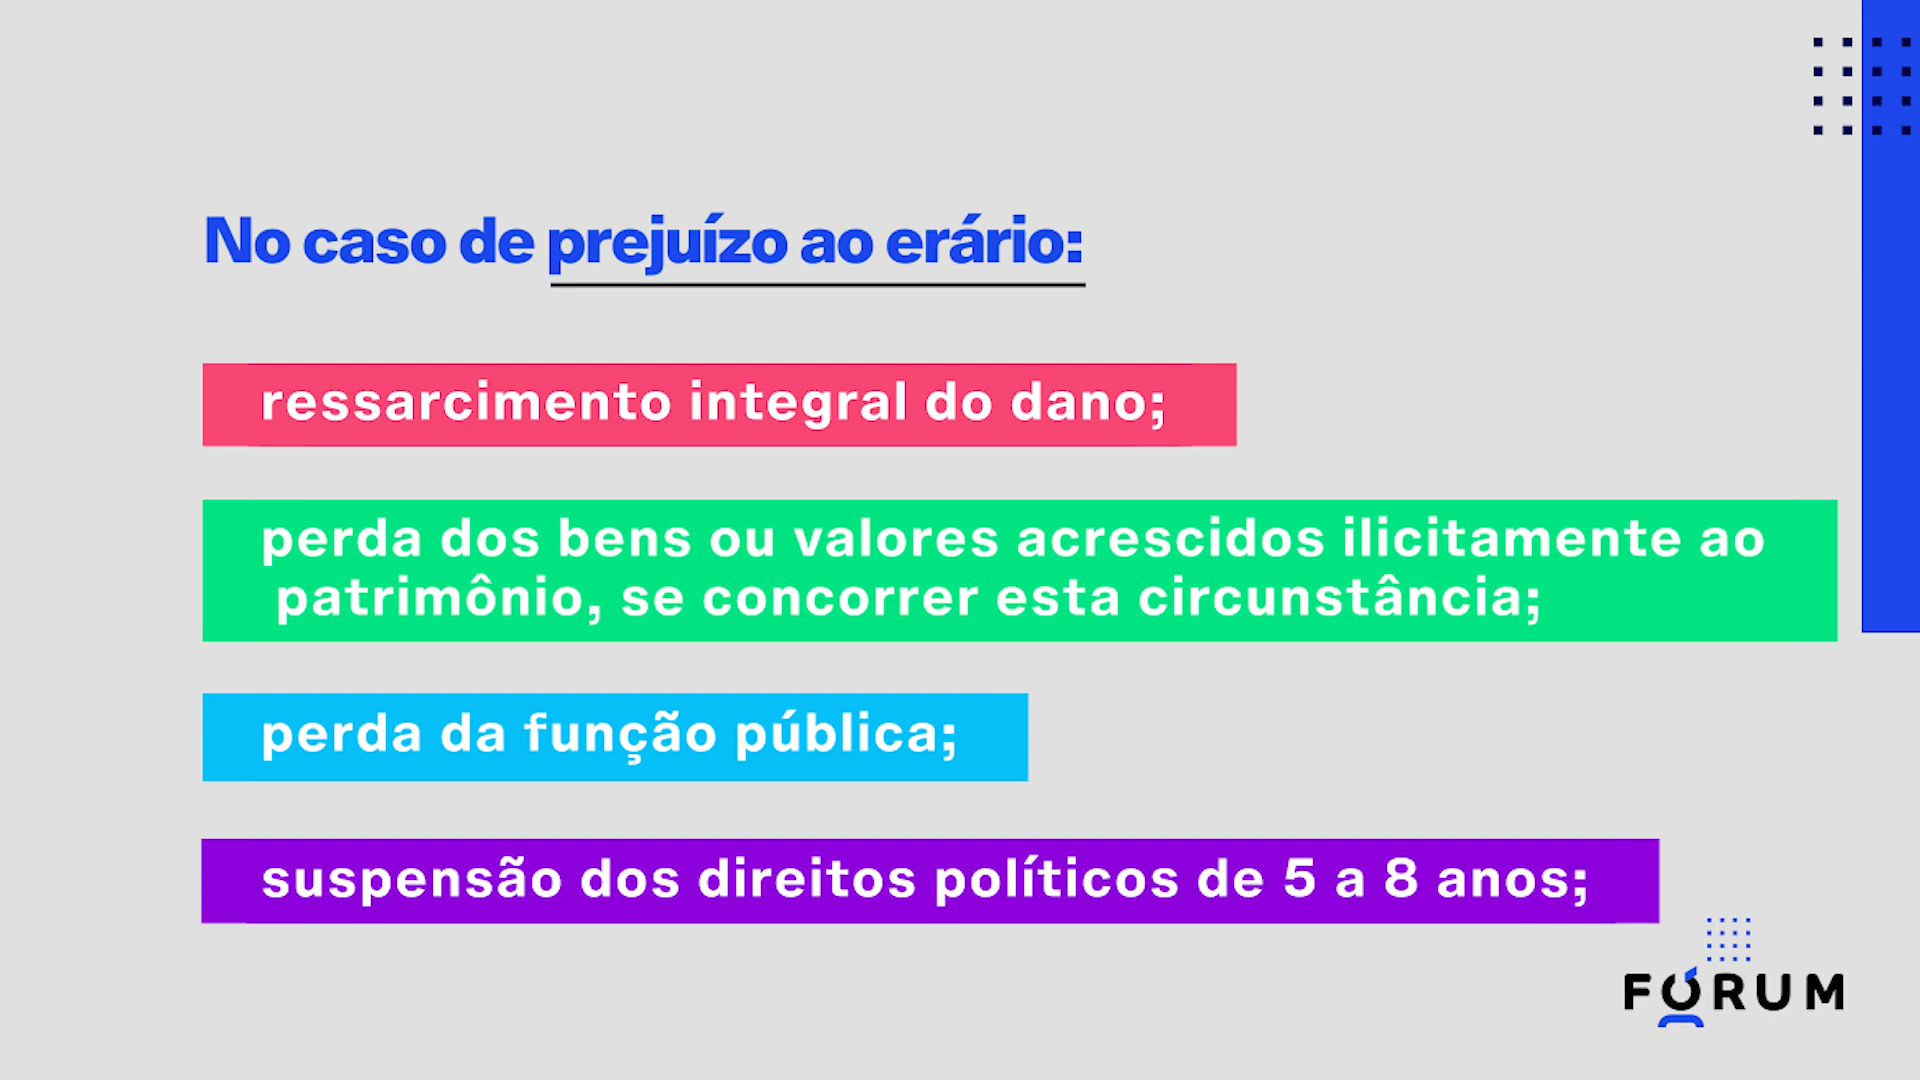 No caso de prejuízo ao erário:
ressarcimento integral do dano;
perda dos bens ou valores acrescidos ilicitamente ao
patrimônio, se concorrer esta circunstância;
perda da função pública;
suspensão dos direitos políticos de 5 a 8 anos;
FÓRUM